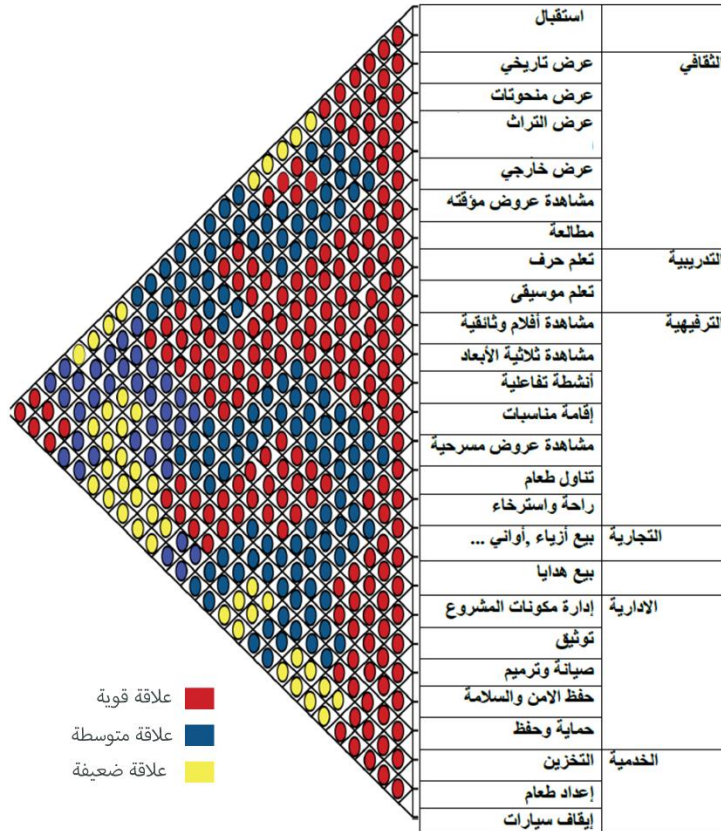 استقبال
الثقافي
عرض تاريخي
عرض منحوتات
عرض التراث
عرض خارجي
مشاهدة عروض مؤقته
مطالعة
التدريبية
تعلم حرف
تعلم موسيقى
الترفيهية
مشاهدة أفلام وثائقية
مشاهدة ثلاثية الأبعاد
أنشطة تفاعلية
إقامة مناسبات
مشاهدة عروض مسرحية
تناول طعام
راحة واسترخاء
التجارية
بيع أزياء ,أواني ...
بيع هدايا
الادارية
إدارة مكونات المشروع
توثيق
صيانة وترميم
حفظ الامن والسلامة
حماية وحفظ
الخدمية
التخزين
إعداد طعام
إيقاف سيارات
علاقة قوية
علاقة متوسطة
علاقة ضعيفة